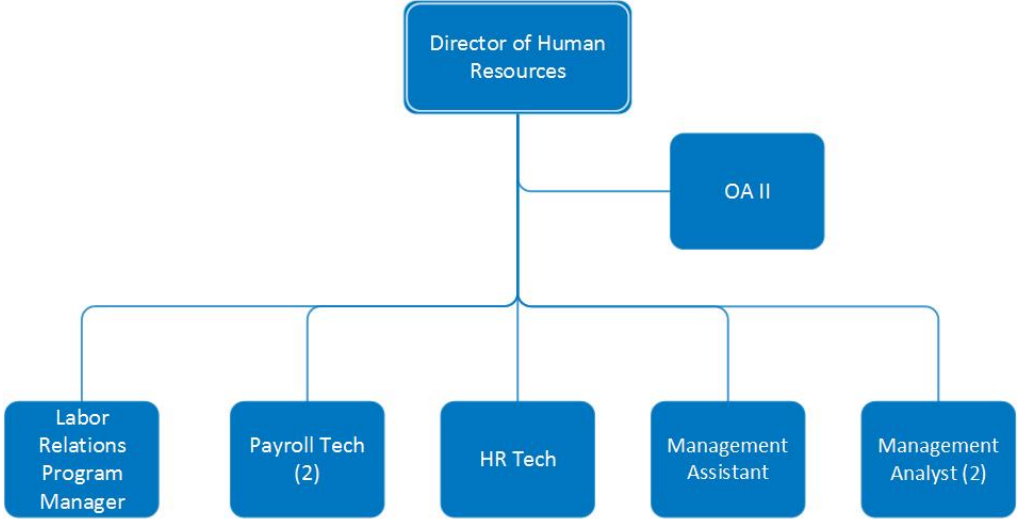 Director of Human
Resources
OA II
Labor
Relations
Program
Manager
Payroll Tech
(2)
HR Tech
Management
Assistant
Management
Analyst (2)